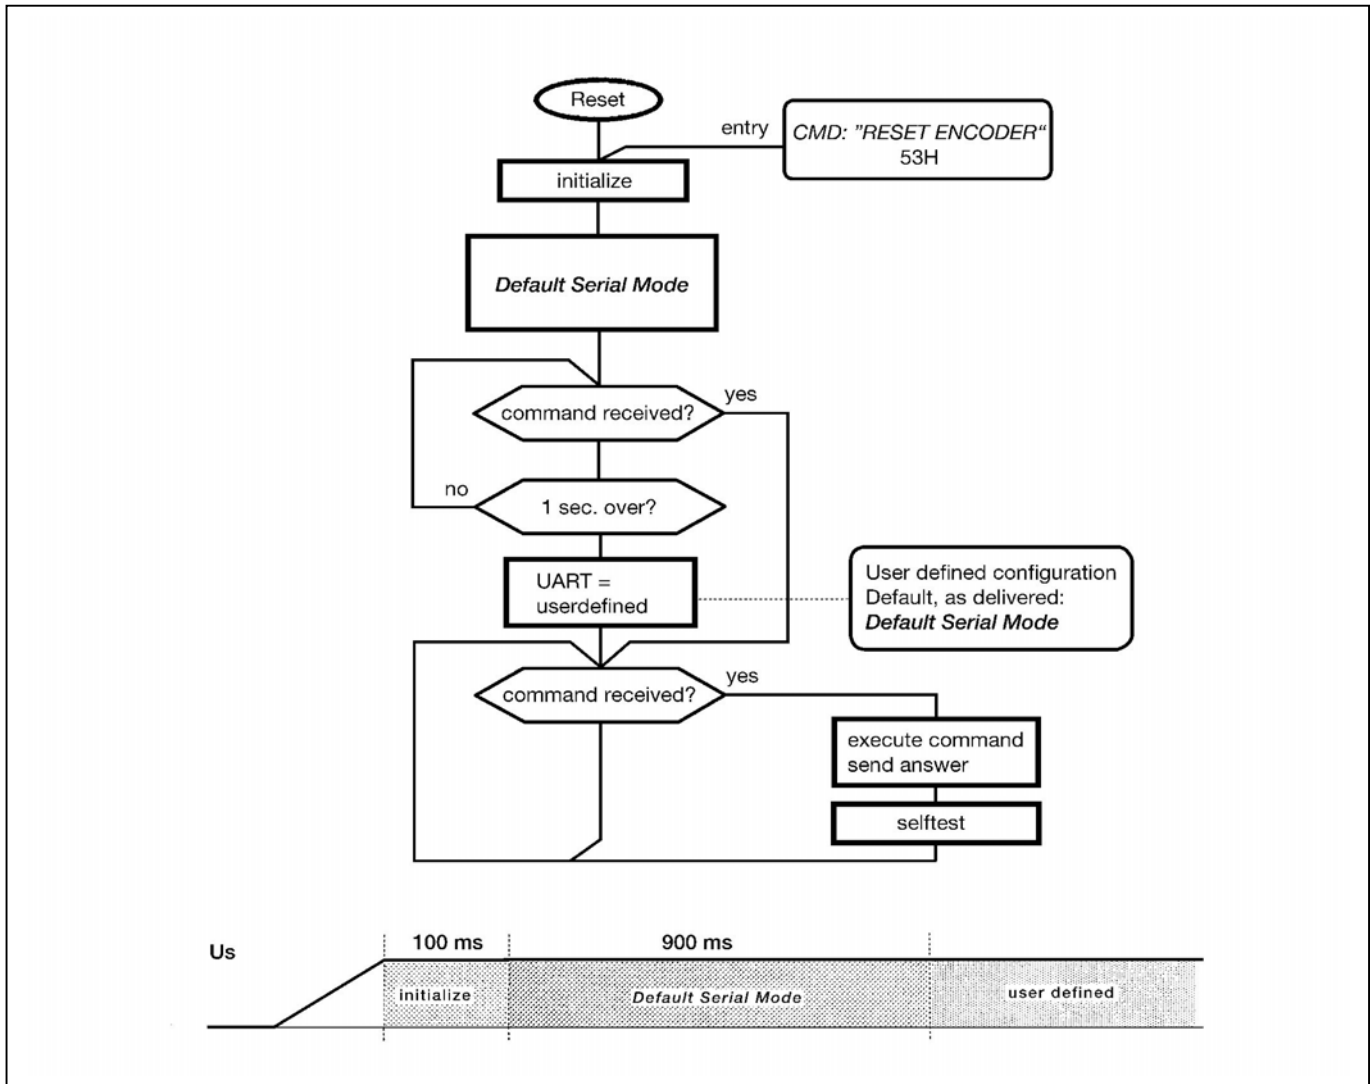 Reset
entry
CMD: ”RESET ENCODER“
53H
initialize
Default Serial Mode
yes
command received?
no
1 sec. over?
UART =
userdefined
User defined configuration
Default, as delivered:
Default Serial Mode
yes
command received?
execute command
send answer
selftest
Us
100 ms
900 ms
initialize
Default Serial Mode
user defined